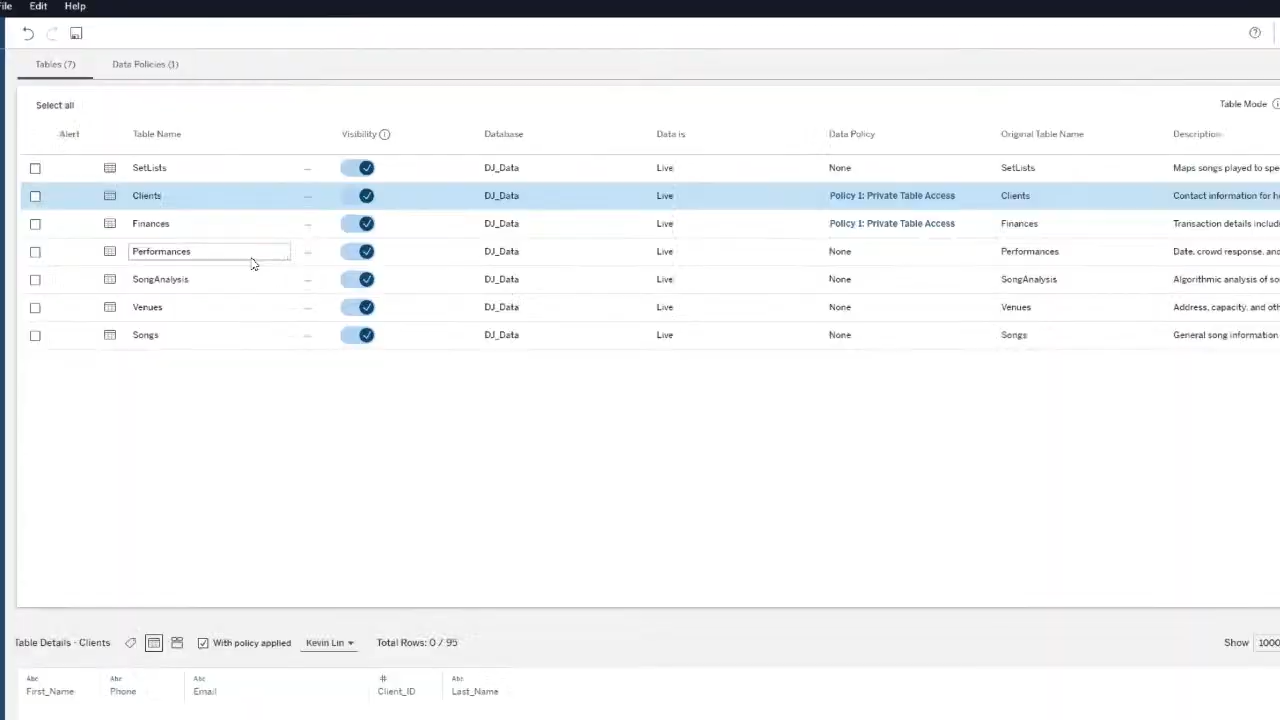 File Edit Help
Tables (7) Data Policies (1)
Select all Table Mode
Alert Table Name Visibility Database Data is Data Policy Original Table Name Description
SetLists ... DJ_Data Live None SetLists Maps songs played to spe
Clients ... DJ_Data Live Policy 1: Private Table Access Clients Contact information for h
Finances ... DJ_Data Live Policy 1: Private Table Access Finances Transaction details includi
Performances ... DJ_Data Live None Performances Date, crowd response, an
SongAnalysis ... DJ_Data Live None SongAnalysis Algorithmic analysis of so
Venues ... DJ_Data Live None Venues Address, capacity, and oth
Songs ... DJ_Data Live None Songs General song information
Table Details - Clients With policy applied Kevin Lin Total Rows: 0 / 95 Show 1000
Abc Abc Abc # Abc
First_Name Phone Email Client_ID Last_Name